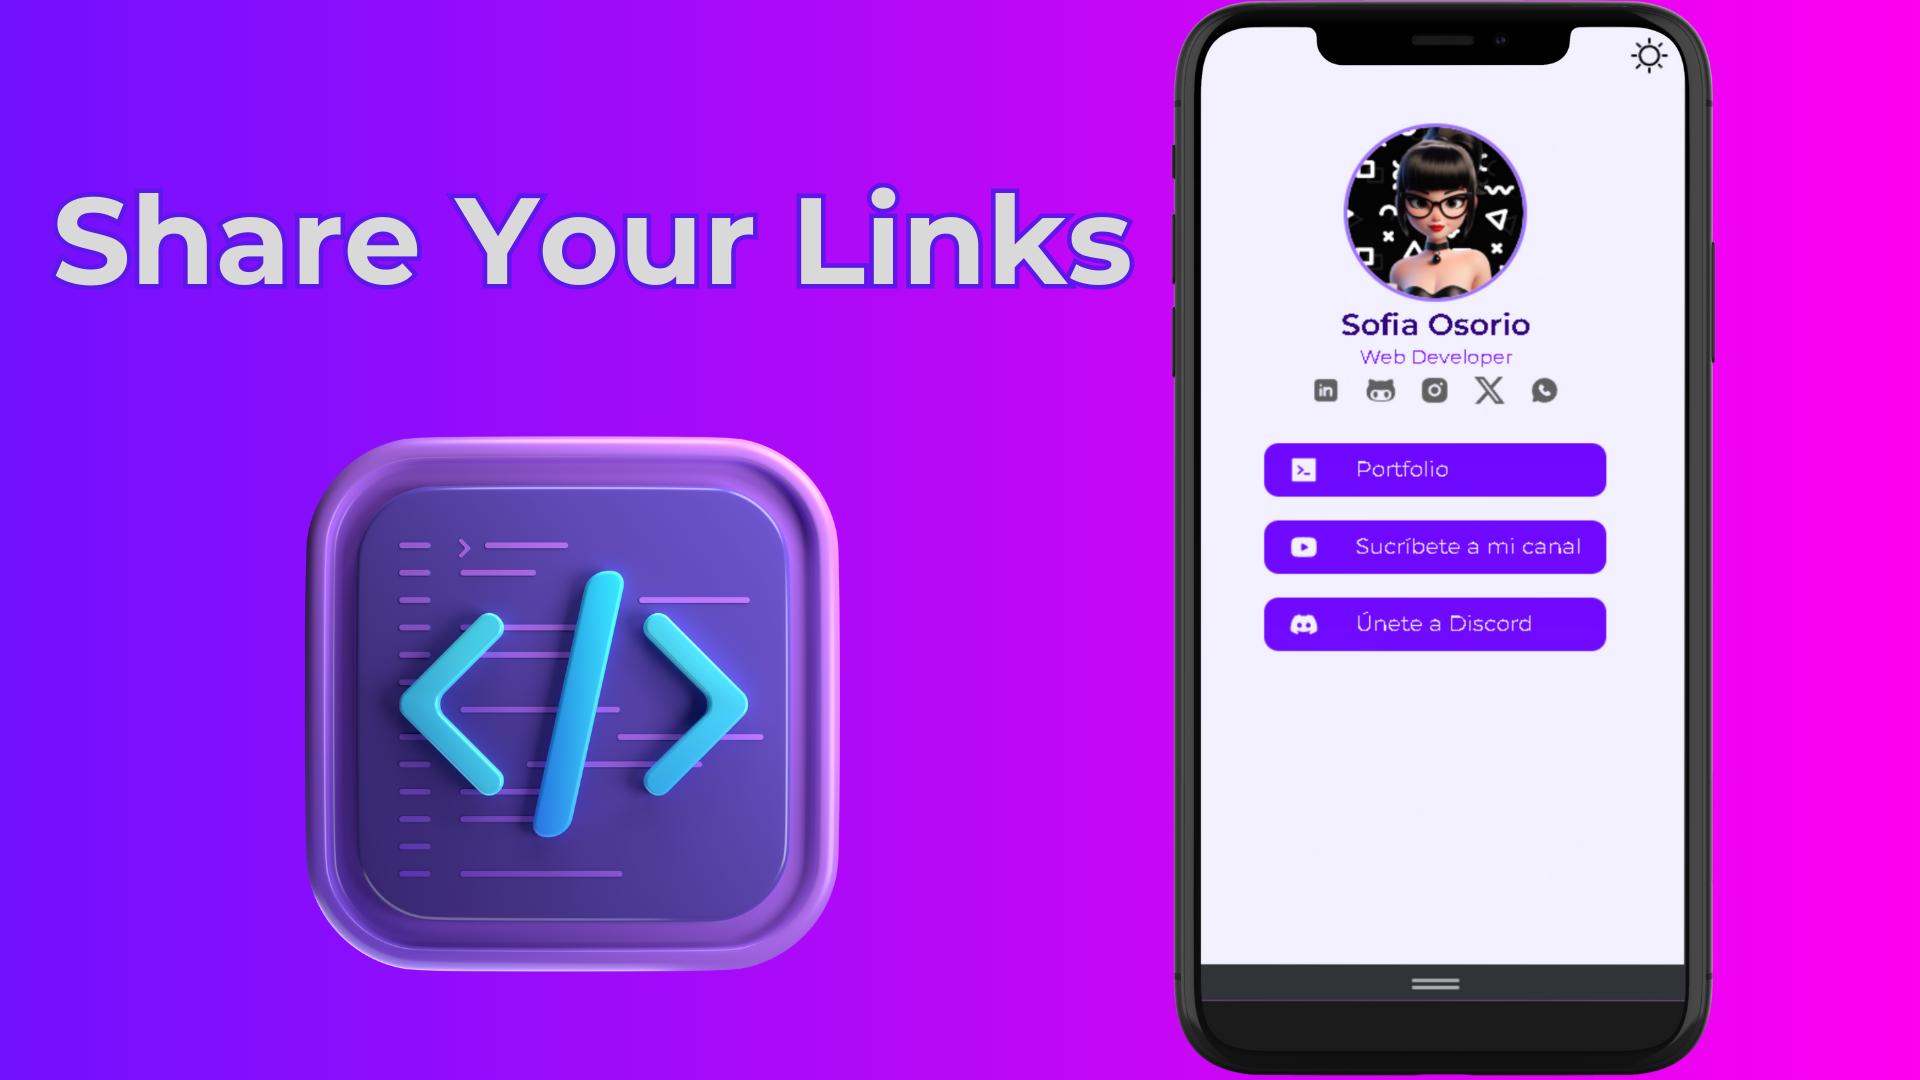 Share Your Links
Sofia Osorio
Web Developer
Portfolio
Sucríbete a mi canal
Únete a Discord